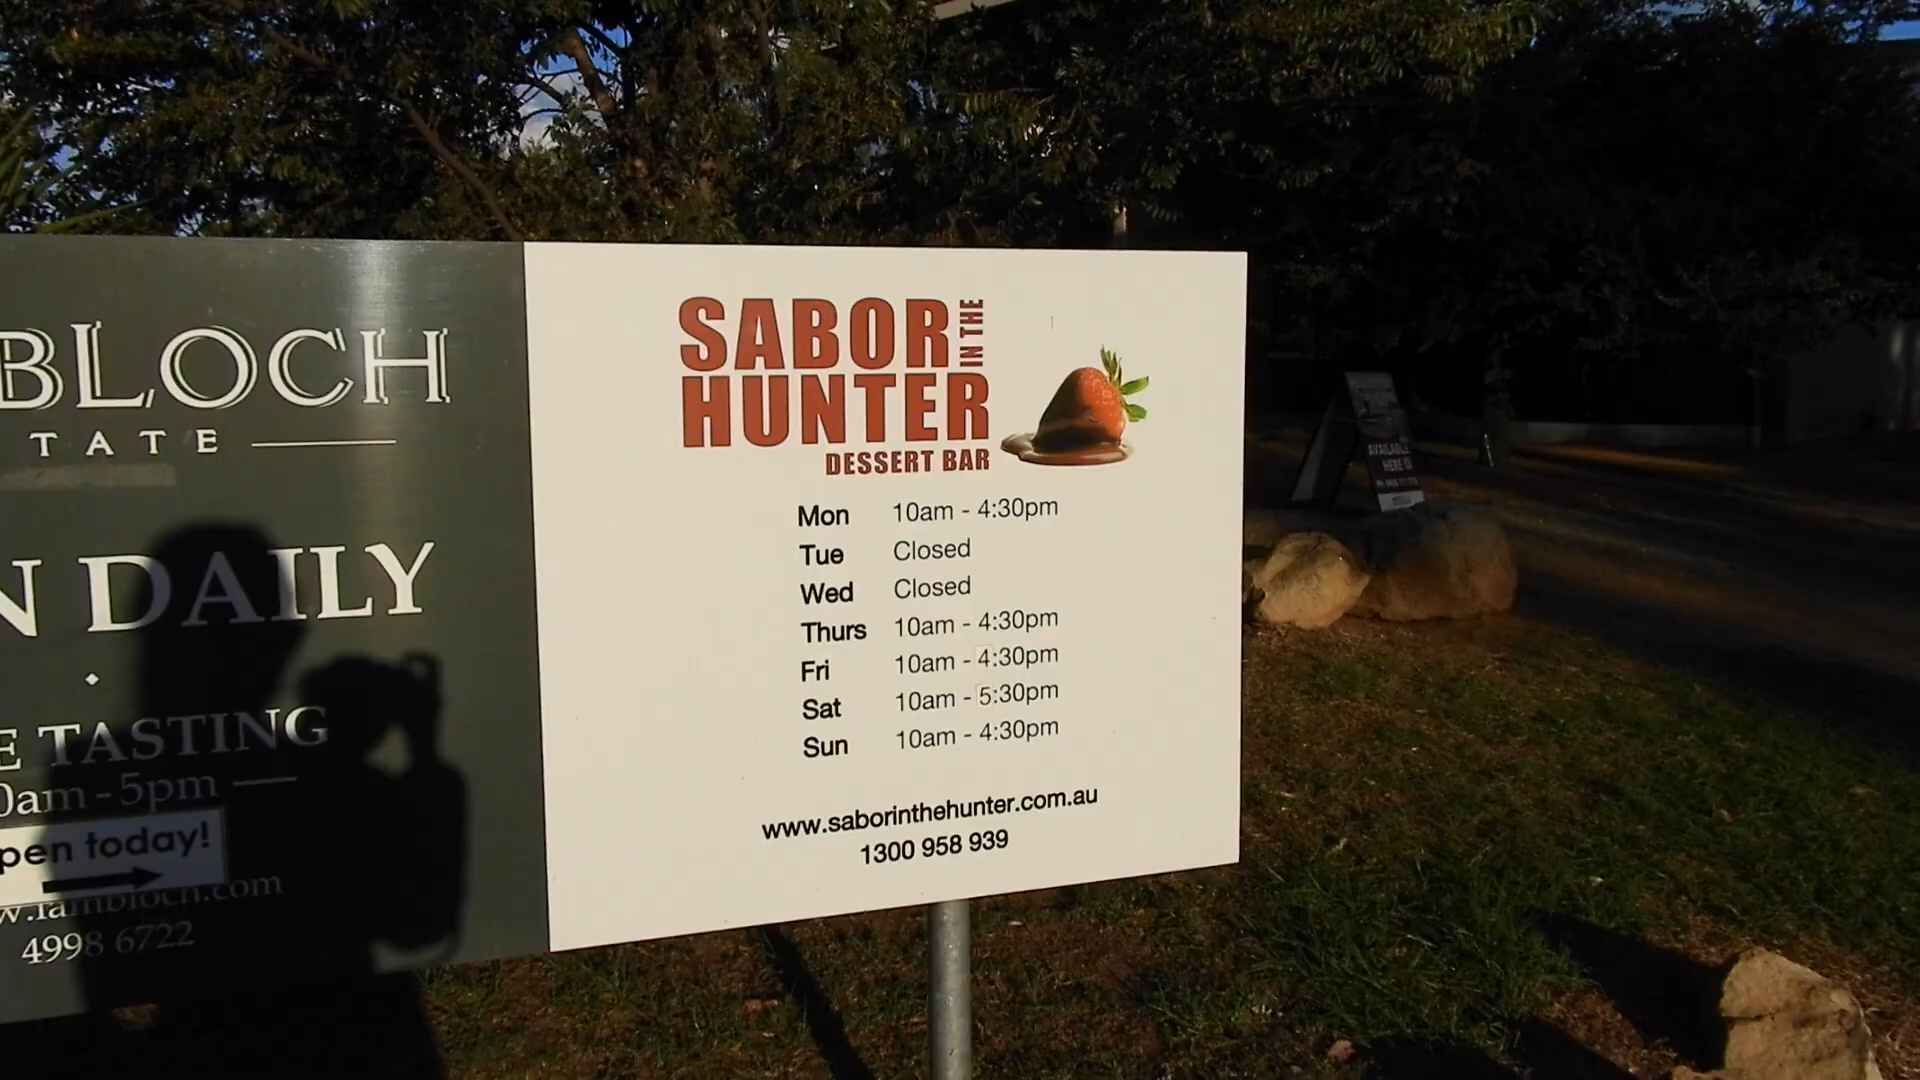 BLOCH
TATE
N DAILY
E TASTING
0am - 5pm
pen today!
w.lambloch.com
4998 6722
SABOR IN THE
HUNTER
DESSERT BAR
Mon 10am - 4:30pm
Tue Closed
Wed Closed
Thurs 10am - 4:30pm
Fri 10am - 4:30pm
Sat 10am - 5:30pm
Sun 10am - 4:30pm
www.saborinthehunter.com.au
1300 958 939
AVAILABLE
HERE